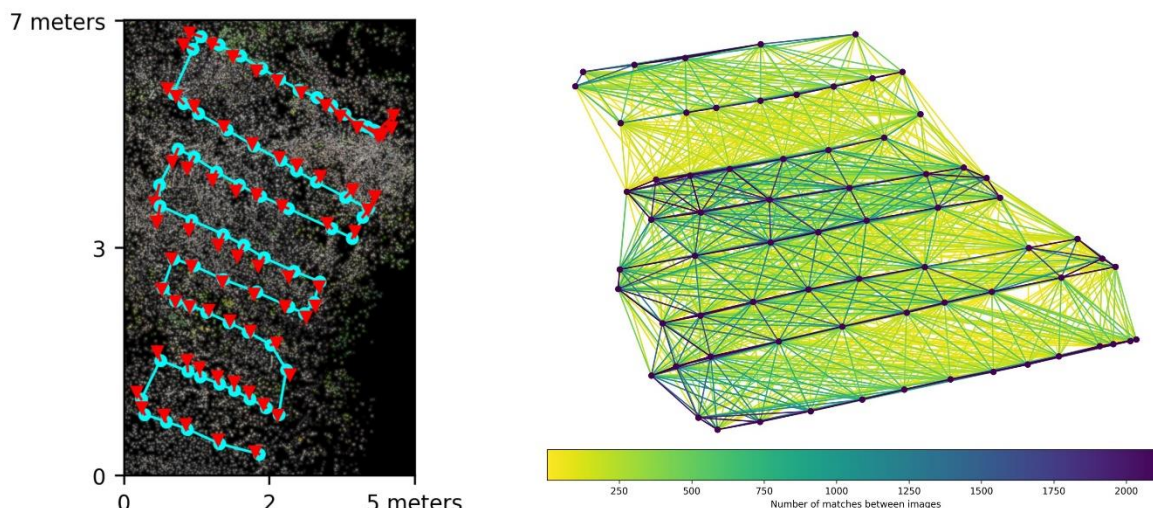 7 meters
3
0
0 2 5 meters
250 500 750 1000 1250 1500 1750 2000
Number of matches between images